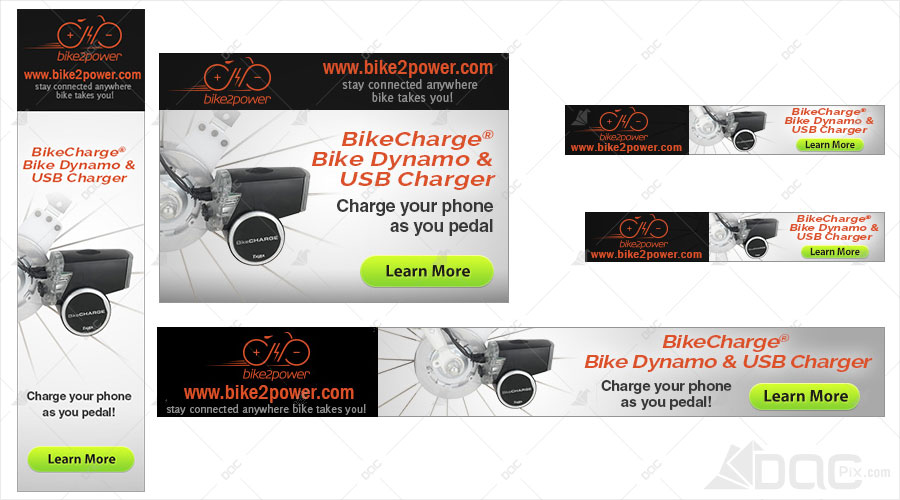 bike2power
www.bike2power.com
stay connected anywhere
bike takes you!
BikeCharge®
Bike Dynamo &
USB Charger
BikeCHARGE
Charge your phone
as you pedal!
Learn More
bike2power
www.bike2power.com
stay connected anywhere
bike takes you!
BikeCharge®
Bike Dynamo &
USB Charger
Charge your phone
as you pedal
BikeCHARGE
Learn More
bike2power
www.bike2power.com
BikeCharge®
Bike Dynamo &
USB Charger
Learn More
bike2power
www.bike2power.com
BikeCharge®
Bike Dynamo &
USB Charger
Learn More
bike2power
www.bike2power.com
stay connected anywhere bike takes you!
BikeCHARGE
BikeCharge®
Bike Dynamo & USB Charger
Charge your phone
as you pedal!
Learn More
DQCPix.com